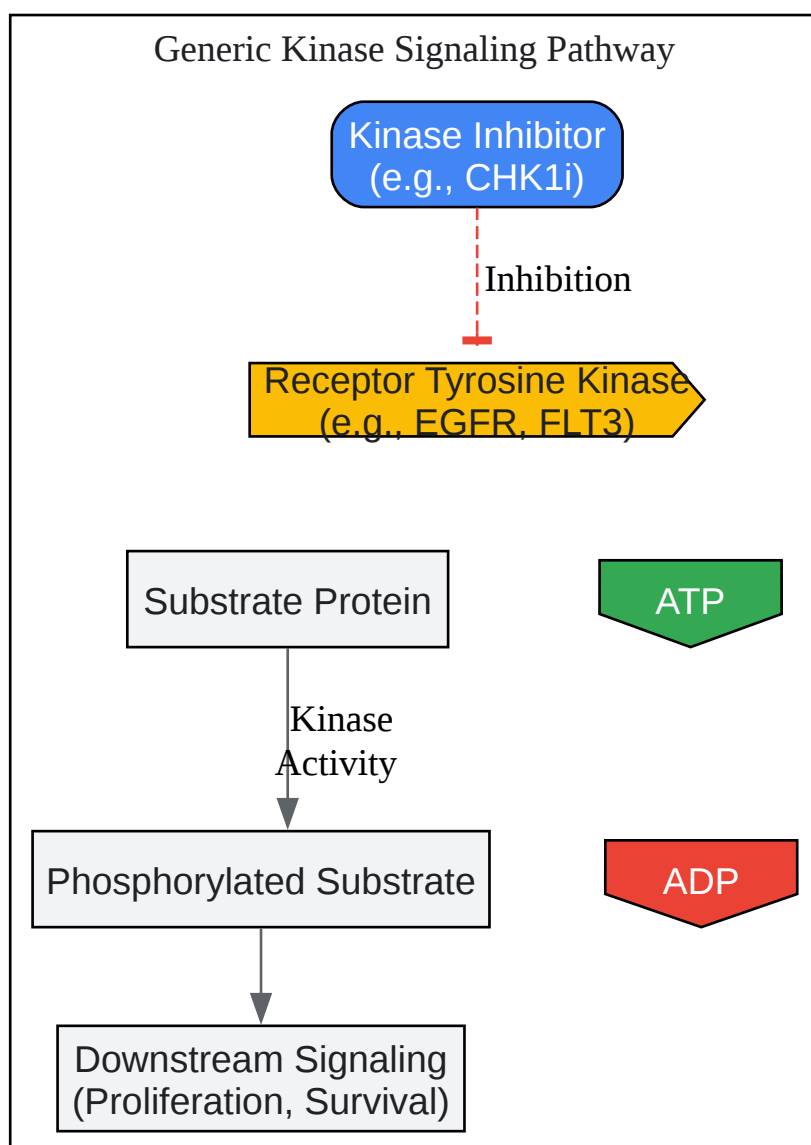 Generic Kinase Signaling Pathway
Kinase Inhibitor
(e.g., CHK1i)
Inhibition
Receptor Tyrosine Kinase
(e.g., EGFR, FLT3)
Substrate Protein
ATP
Kinase
Activity
Phosphorylated Substrate
ADP
Downstream Signaling
(Proliferation, Survival)